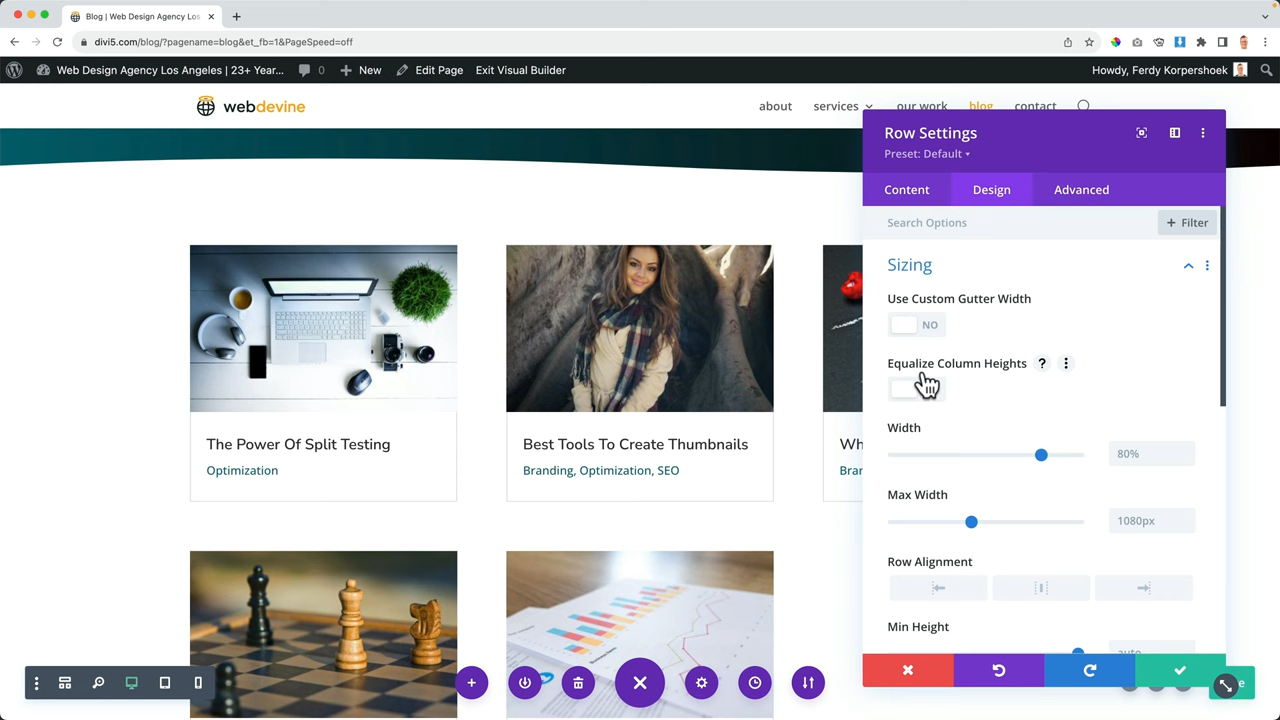 Blog | Web Design Agency Los
divi5.com/blog/?pagename=blog&et_fb=1&PageSpeed=off
Web Design Agency Los Angeles | 23+ Year...
0
New
Edit Page
Exit Visual Builder
Howdy, Ferdy Korpershoek
webdevine
about
services
our work
blog
contact
Row Settings
Preset: Default
Content
Design
Advanced
Search Options
+ Filter
Sizing
Use Custom Gutter Width
NO
Equalize Column Heights
?
Width
80%
Max Width
1080px
Row Alignment
Min Height
auto
The Power Of Split Testing
Optimization
Best Tools To Create Thumbnails
Branding, Optimization, SEO